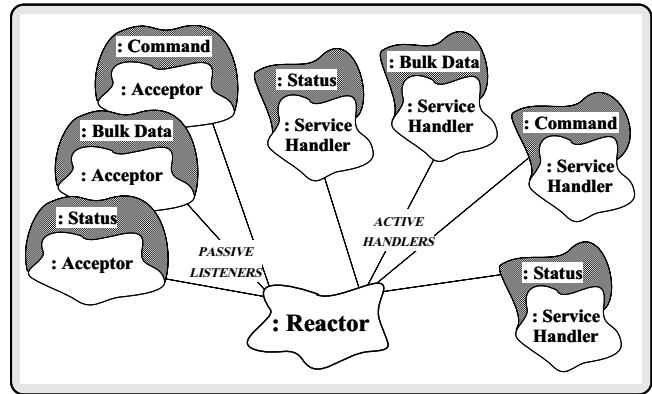 : Command
: Acceptor
: Bulk Data
: Acceptor
: Status
: Acceptor
: Status
: Service
Handler
: Bulk Data
: Service
Handler
: Command
: Service
Handler
: Status
: Service
Handler
PASSIVE
LISTENERS
ACTIVE
HANDLERS
: Reactor